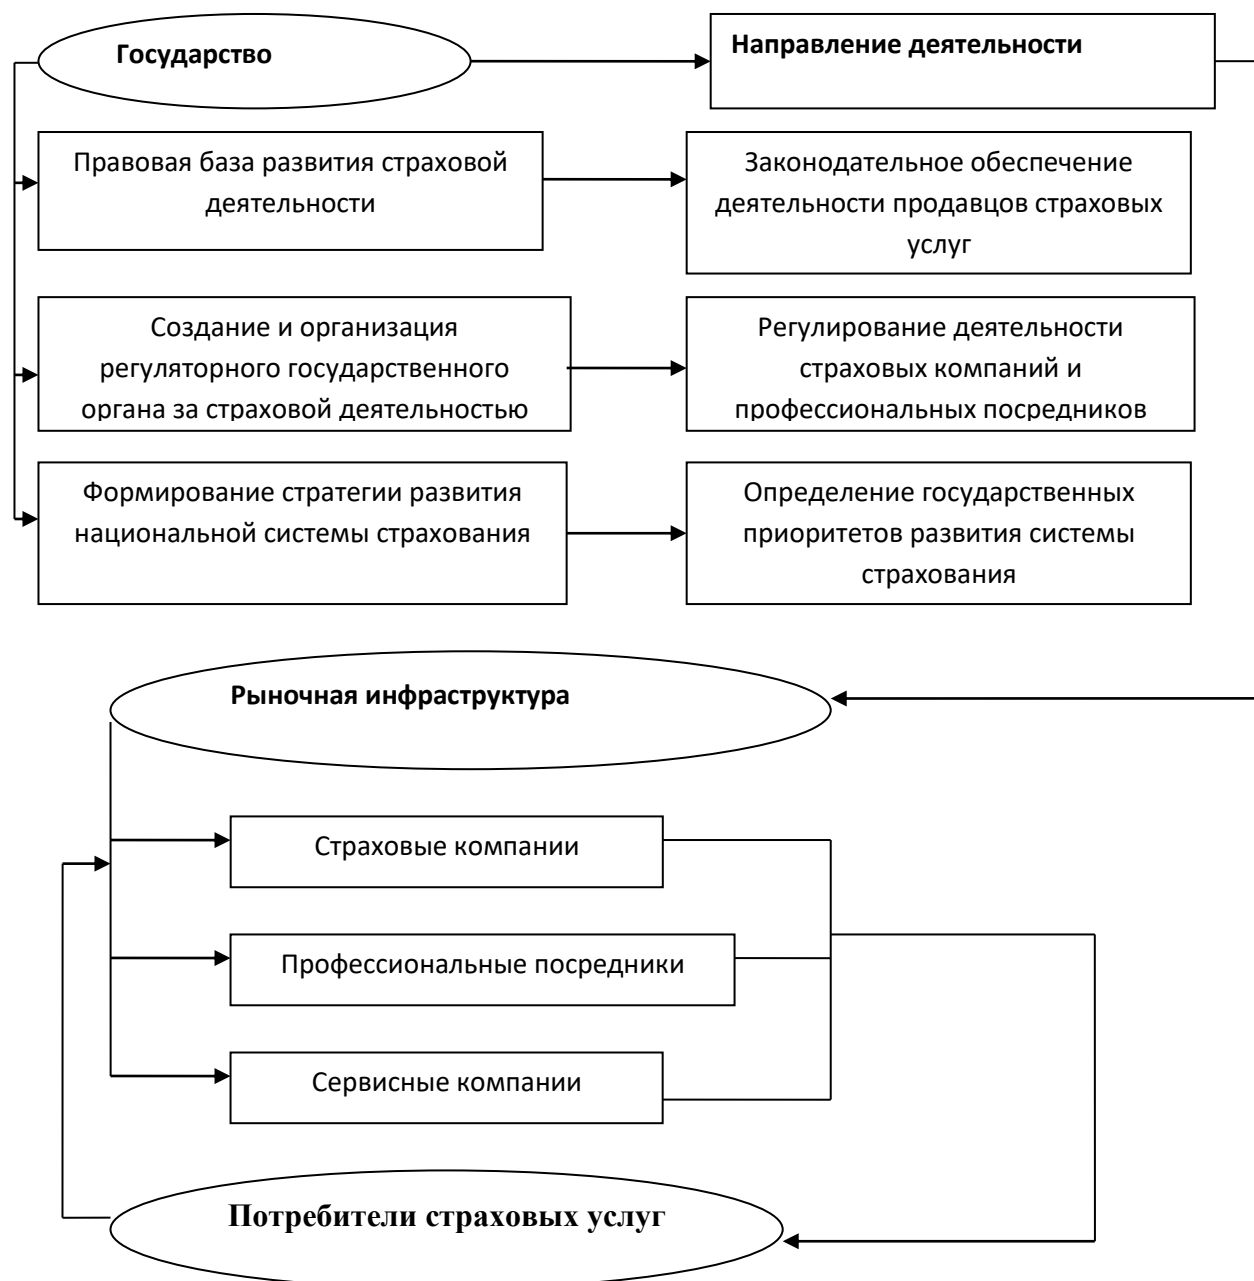 Государство
Направление деятельности
Правовая база развития страховой
деятельности
Законодательное обеспечение
деятельности продавцов страховых
услуг
Создание и организация
регуляторного государственного
органа за страховой деятельностью
Регулирование деятельности
страховых компаний и
профессиональных посредников
Формирование стратегии развития
национальной системы страхования
Определение государственных
приоритетов развития системы
страхования
Рыночная инфраструктура
Страховые компании
Профессиональные посредники
Сервисные компании
Потребители страховых услуг